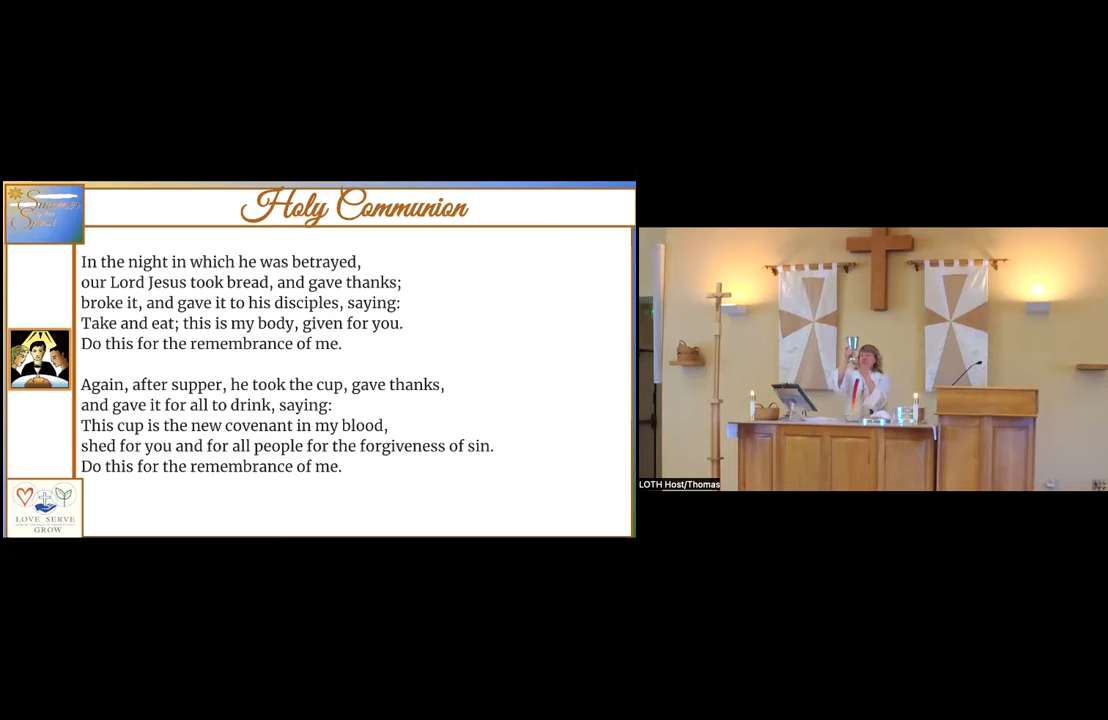 Summer
Spirit
Holy Communion
In the night in which he was betrayed,
our Lord Jesus took bread, and gave thanks;
broke it, and gave it to his disciples, saying:
Take and eat; this is my body, given for you.
Do this for the remembrance of me.
Again, after supper, he took the cup, gave thanks,
and gave it for all to drink, saying:
This cup is the new covenant in my blood,
shed for you and for all people for the forgiveness of sin.
Do this for the remembrance of me.
LOVE SERVE
GROW
LOTH Host/Thomas